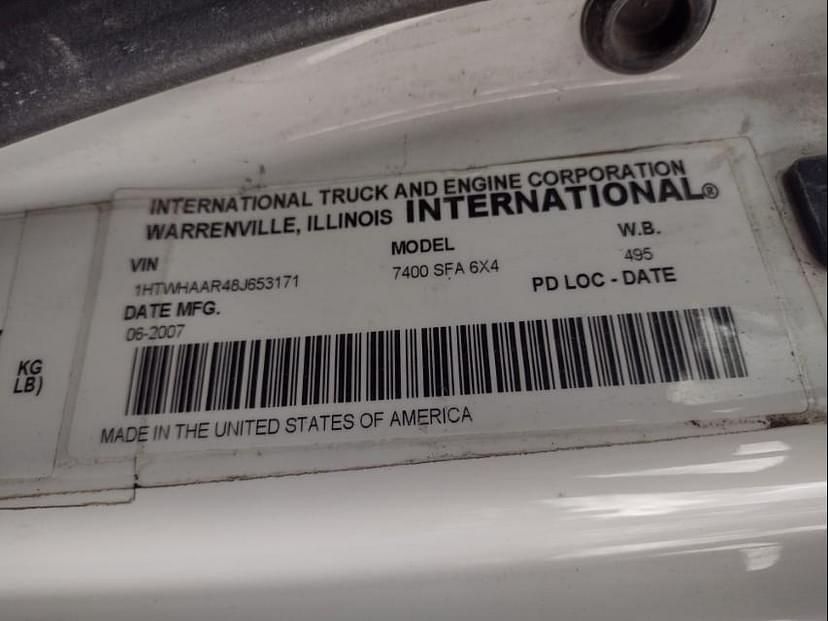 INTERNATIONAL TRUCK AND ENGINE CORPORATION
WARRENVILLE, ILLINOIS INTERNATIONAL®
VIN MODEL W.B.
1HTWHAAR48J653171 7400 SFA 6X4 495
DATE MFG. PD LOC - DATE
06-2007
KG
LB)
MADE IN THE UNITED STATES OF AMERICA